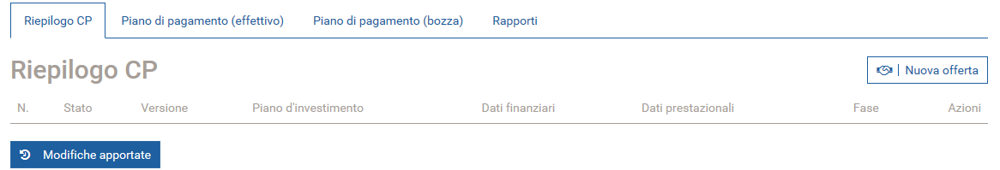 Riepilogo CP Piano di pagamento (effettivo) Piano di pagamento (bozza) Rapporti
Riepilogo CP
Nuova offerta
N. Stato Versione Piano d'investimento Dati finanziari Dati prestazionali Fase Azioni
Modifiche apportate